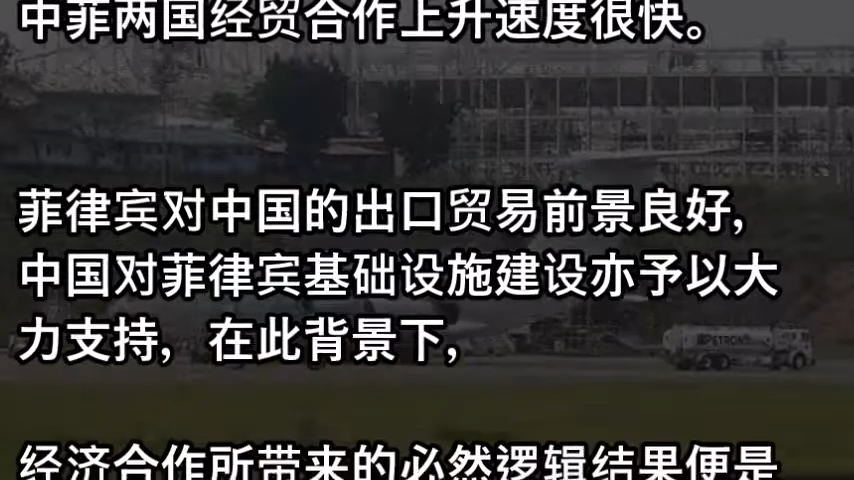 中菲两国经贸合作上升速度很快。
菲律宾对中国的出口贸易前景良好,
中国对菲律宾基础设施建设亦予以大
力支持, 在此背景下,
PETRON
经济合作所带来的必然逻辑结果便是